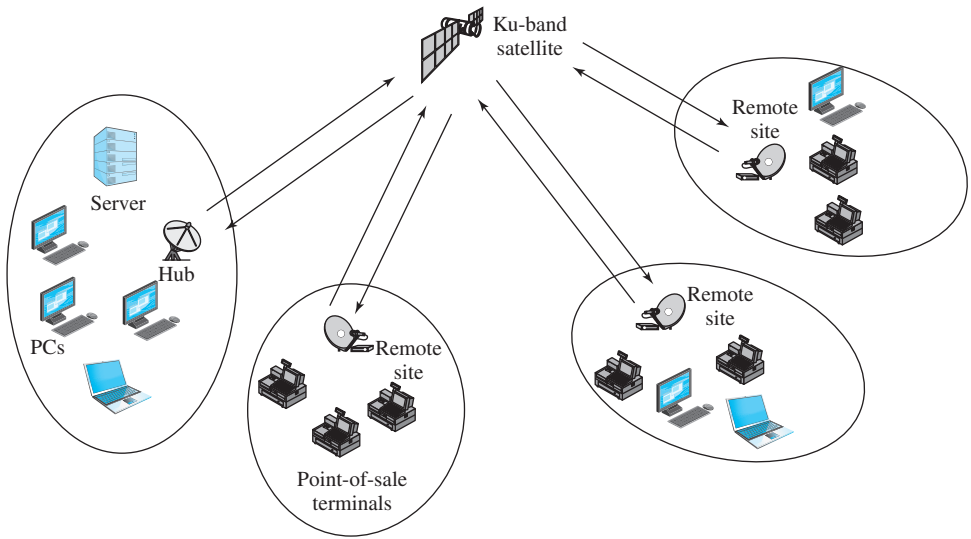 Ku-band
satellite
Remote
site
Server
Hub
PCs
Remote
site
Remote
site
Point-of-sale
terminals